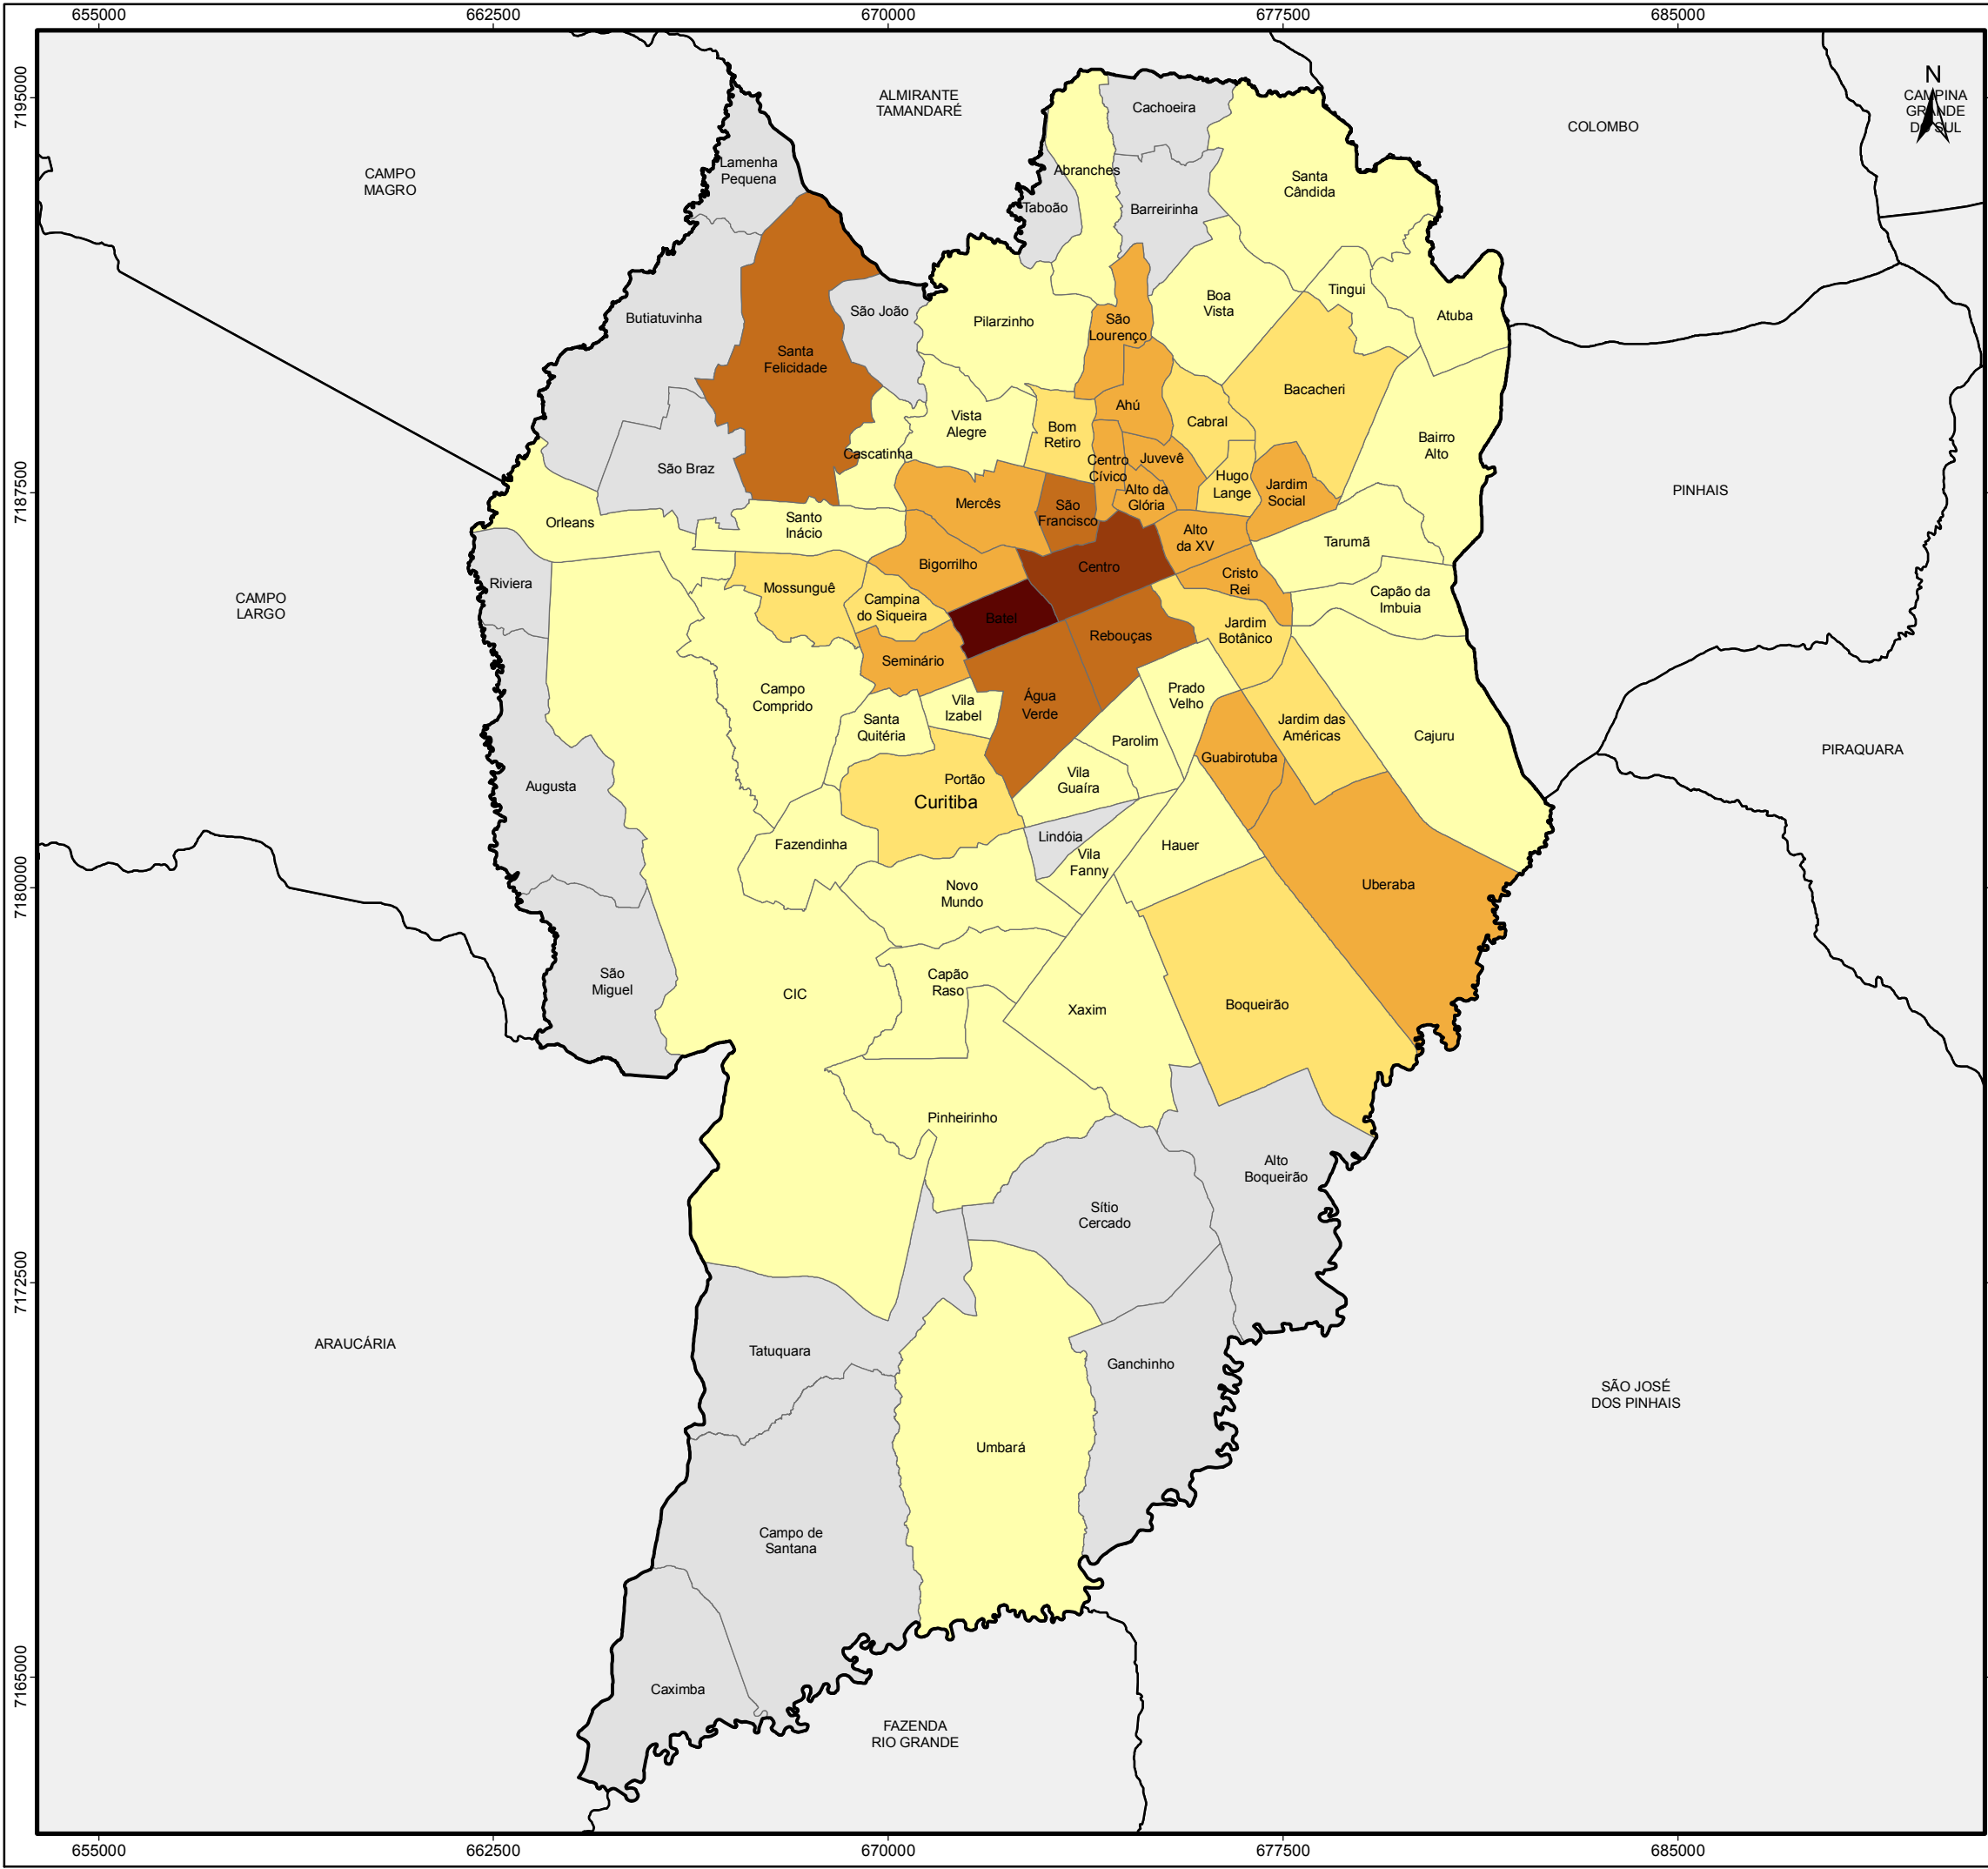 655000
662500
670000
677500
685000
7195000
7187500
7180000
7172500
7165000
N
CAMPINA
GRANDE
DO SUL
ALMIRANTE
TAMANDARÉ
COLOMBO
CAMPO
MAGRO
Cachoeira
Lamenha
Pequena
Abranches
Santa
Cândida
Taboão
Barreirinha
Butiatuvinha
São João
Pilarzinho
São
Lourenço
Boa
Vista
Tingui
Atuba
Santa
Felicidade
Bacacheri
Ahú
Vista
Alegre
Bom
Retiro
Cabral
Bairro
Alto
Cascatinha
São Braz
Centro
Cívico
Juvevê
Hugo
Lange
Jardim
Social
PINHAIS
Mercês
São
Francisco
Alto da
Glória
Orleans
Santo
Inácio
Alto
da XV
Tarumã
Bigorrilho
Centro
Riviera
Mossunguê
Campina
do Siqueira
Cristo
Rei
Capão da
Imbuia
CAMPO
LARGO
Batel
Rebouças
Jardim
Botânico
Seminário
Campo
Comprido
Água
Verde
Vila
Izabel
Prado
Velho
Santa
Quitéria
Jardim das
Américas
Cajuru
Parolim
PIRAQUARA
Guabirotuba
Augusta
Portão
Curitiba
Vila
Guaíra
Fazendinha
Lindóia
Vila
Fanny
Hauer
Novo
Mundo
Uberaba
São
Miguel
CIC
Capão
Raso
Xaxim
Boqueirão
Pinheirinho
Alto
Boqueirão
Sítio
Cercado
ARAUCÁRIA
Tatuquara
Ganchinho
SÃO JOSÉ
DOS PINHAIS
Umbará
Campo de
Santana
Caximba
FAZENDA
RIO GRANDE
655000
662500
670000
677500
685000